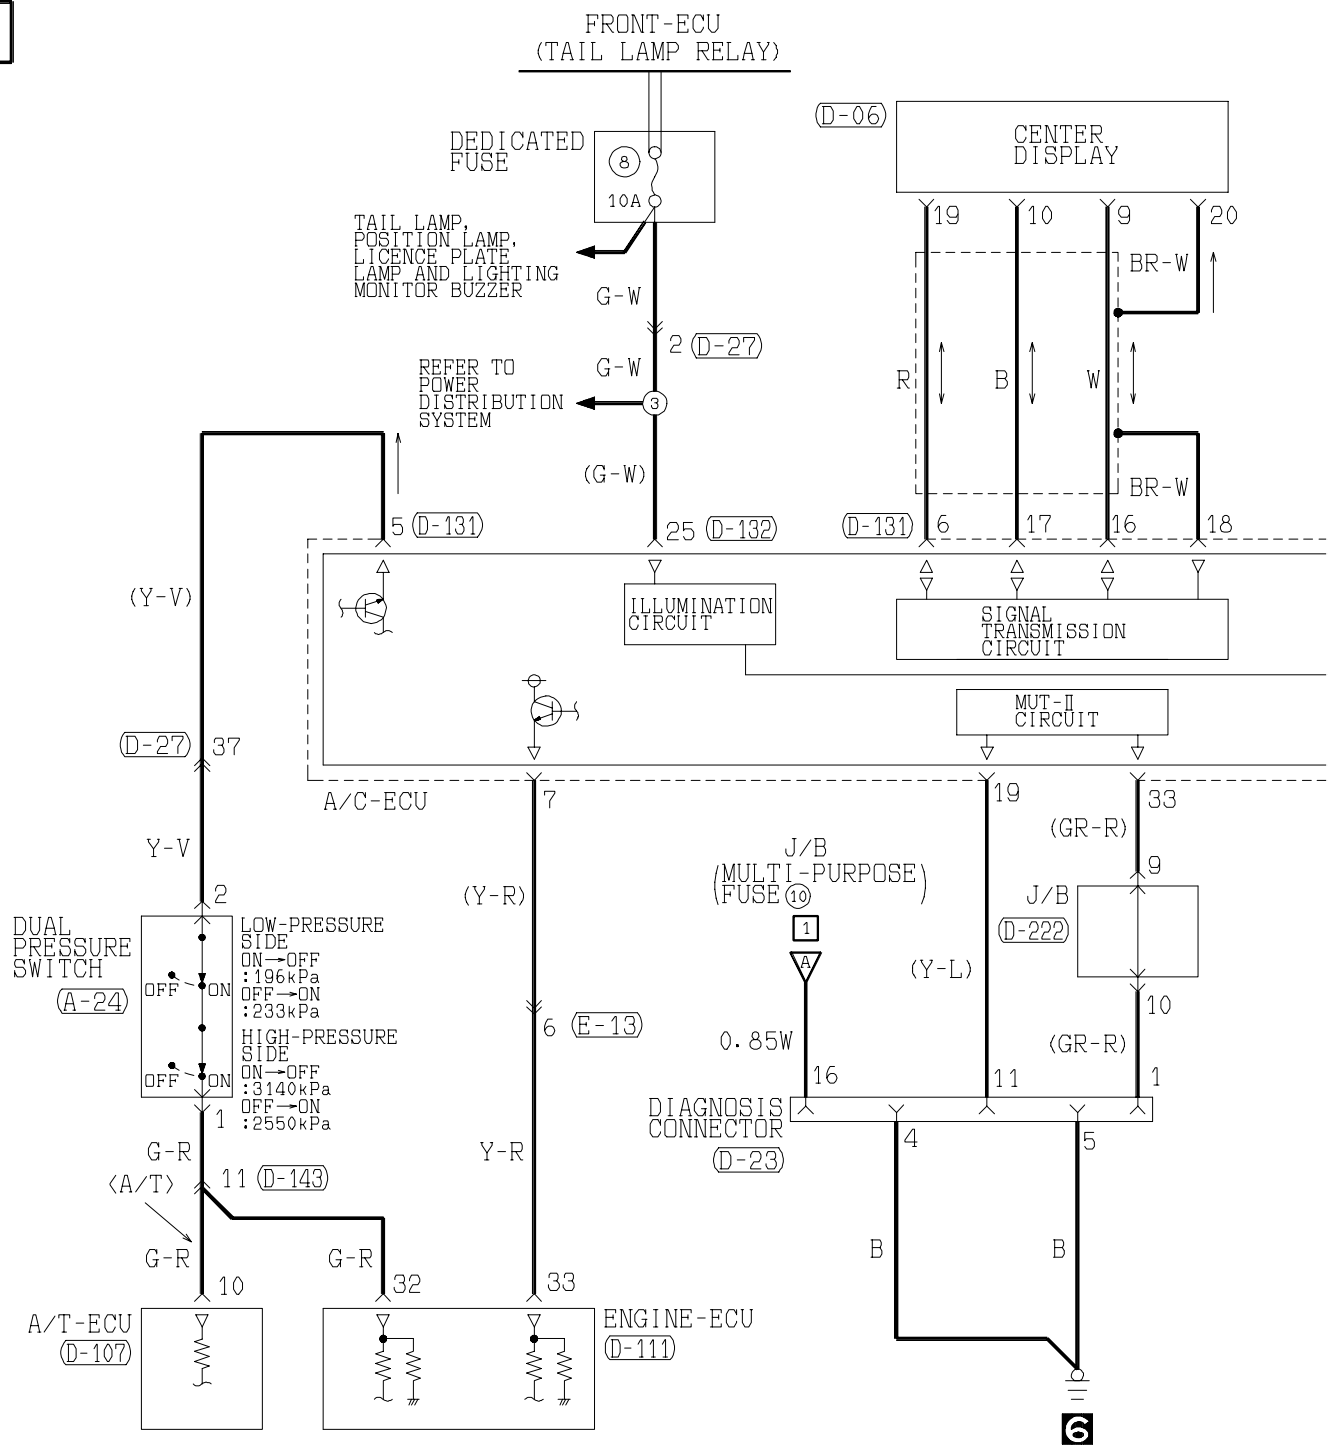 FRONT-ECU
(TAIL LAMP RELAY)
DEDICATED
FUSE
8
10A
TAIL LAMP,
POSITION LAMP,
LICENCE PLATE
LAMP AND LIGHTING
MONITOR BUZZER
G-W
2 (D-27)
G-W
REFER TO
POWER
DISTRIBUTION
SYSTEM
3
(G-W)
25 (D-132)
(D-06)
CENTER
DISPLAY
19
10
9
20
BR-W
R
B
W
BR-W
(D-131) 6
17
16
18
5 (D-131)
(Y-V)
ILLUMINATION
CIRCUIT
SIGNAL
TRANSMISSION
CIRCUIT
MUT-II
CIRCUIT
(D-27) 37
A/C-ECU
7
19
33
Y-V
(GR-R)
9
J/B
(MULTI-PURPOSE)
FUSE 10
1
A
J/B
(D-222)
(Y-R)
(Y-L)
2
DUAL
PRESSURE
SWITCH
(A-24)
OFF
ON
OFF
ON
LOW-PRESSURE
SIDE
ON→OFF
:196kPa
OFF→ON
:233kPa
HIGH-PRESSURE
SIDE
ON→OFF
:3140kPa
OFF→ON
:2550kPa
6 (E-13)
10
0.85W
(GR-R)
16
11
1
1
DIAGNOSIS
CONNECTOR
(D-23)
4
5
G-R
Y-R
⟨A/T⟩
11 (D-143)
G-R
G-R
B
B
10
32
33
A/T-ECU
(D-107)
ENGINE-ECU
(D-111)
6